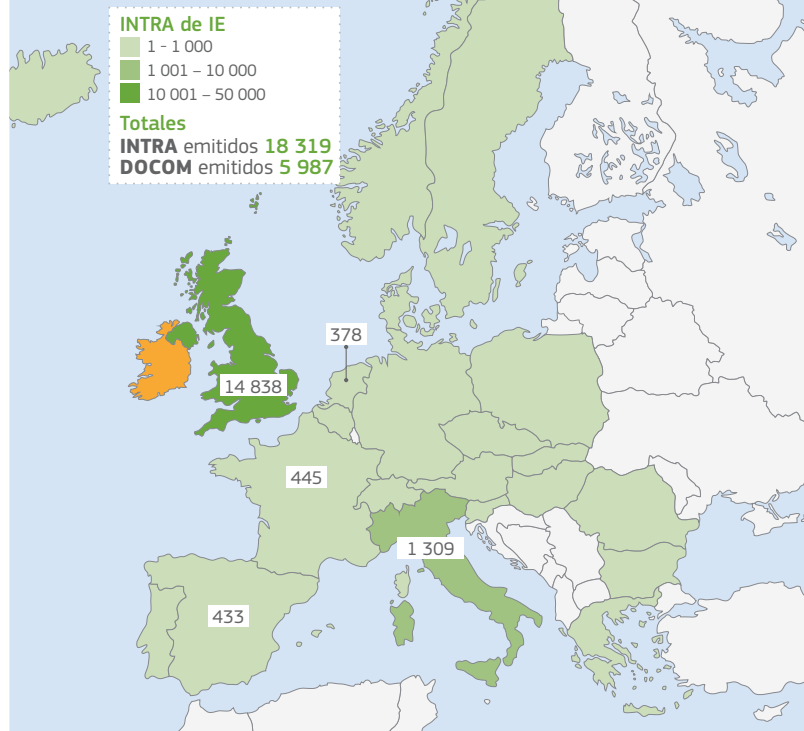 INTRA de IE
1 - 1 000
1 001 – 10 000
10 001 – 50 000
Totales
INTRA emitidos 18 319
DOCOM emitidos 5 987
378
14 838
445
1 309
433